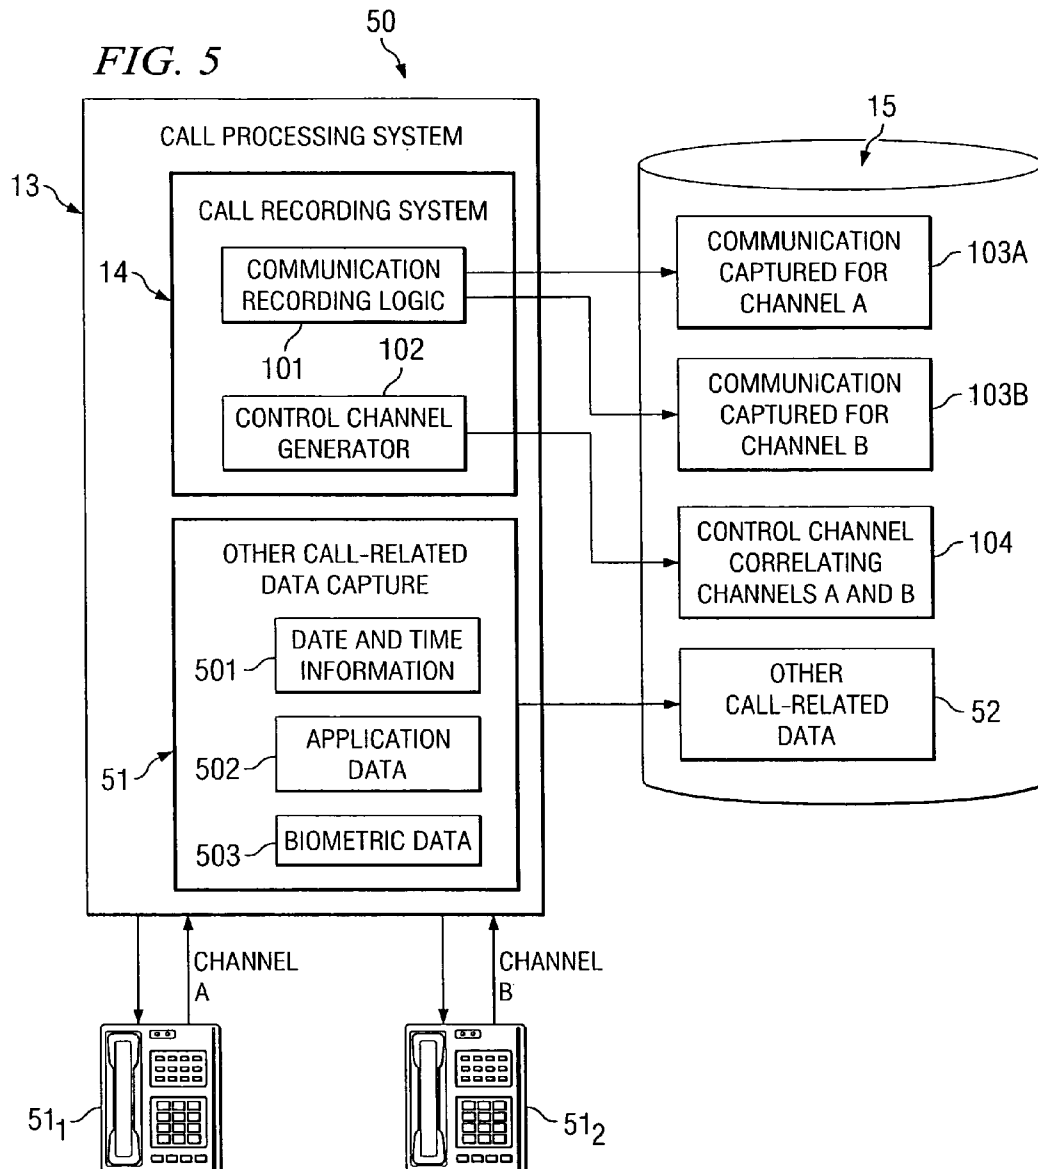 FIG. 5
50
CALL PROCESSING SYSTEM
13
CALL RECORDING SYSTEM
14
COMMUNICATION
RECORDING LOGIC
101
102
CONTROL CHANNEL
GENERATOR
OTHER CALL-RELATED
DATA CAPTURE
501
DATE AND TIME
INFORMATION
502
APPLICATION
DATA
51
503
BIOMETRIC DATA
15
COMMUNICATION
CAPTURED FOR
CHANNEL A
103A
COMMUNICATION
CAPTURED FOR
CHANNEL B
103B
CONTROL CHANNEL
CORRELATING
CHANNELS A AND B
104
OTHER
CALL-RELATED
DATA
52
CHANNEL
A
CHANNEL
B
51₁
51₂